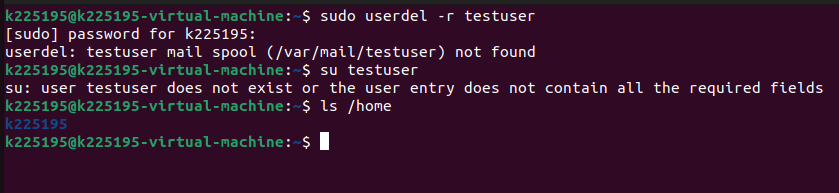 k225195@k225195-virtual-machine:~$ sudo userdel -r testuser
[sudo] password for k225195:
userdel: testuser mail spool (/var/mail/testuser) not found
k225195@k225195-virtual-machine:~$ su testuser
su: user testuser does not exist or the user entry does not contain all the required fields
k225195@k225195-virtual-machine:~$ ls /home
k225195
k225195@k225195-virtual-machine:~$